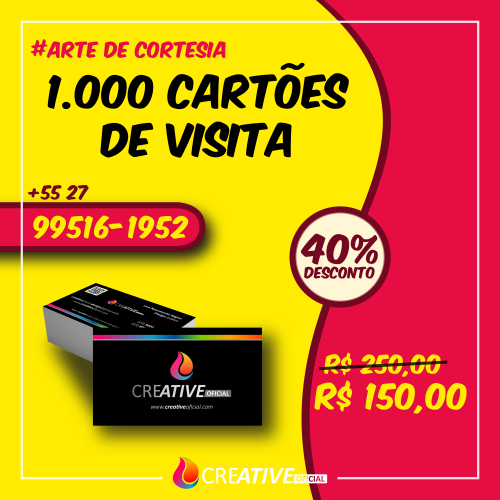 #ARTE DE CORTESIA
1.000 CARTÕES
DE VISITA
+55 27
99516-1952
40%
DESCONTO
CREATIVE OFICIAL
www.creativeoficial.com
R$ 250,00
R$ 150,00
CREATIVE OFICIAL